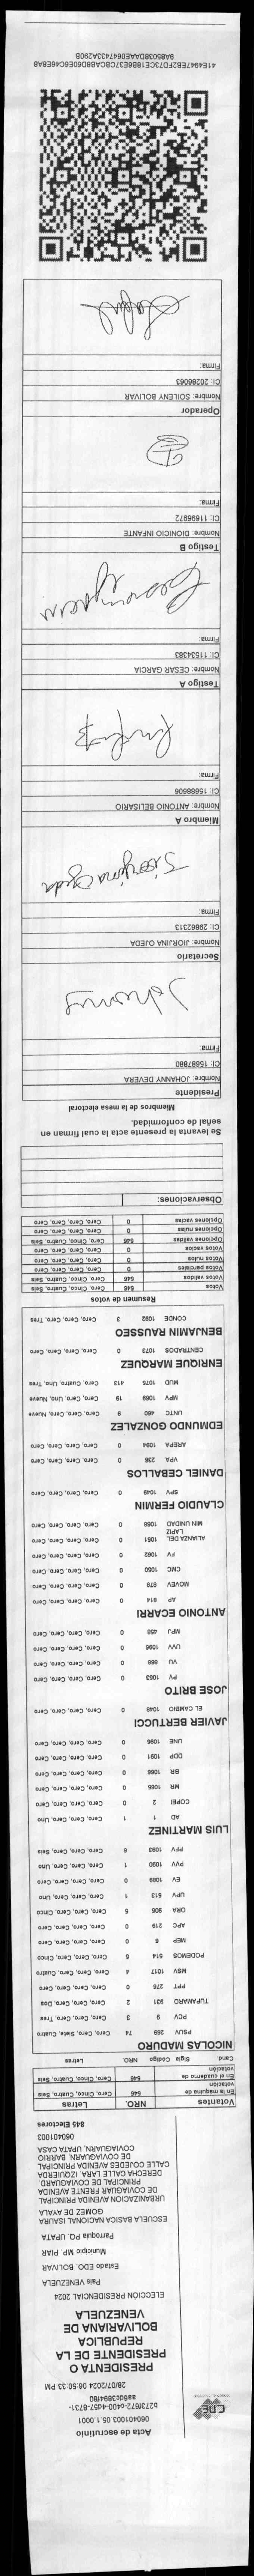 CNE
Acta de escrutinio
060401003.05.1.0001
b273f672-c400-4d57-8731-
aa6dc3894f80
28/07/2024 06:50:33 PM
PRESIDENTA O
PRESIDENTE DE LA
REPUBLICA
BOLIVARIANA DE
VENEZUELA
ELECCIÓN PRESIDENCIAL 2024
Pais VENEZUELA
Estado EDO. BOLIVAR
Municipio MP. PIAR
Parroquia PQ. UPATA
ESCUELA BASICA NACIONAL ISAURA
GOMEZ DE AYALA
URBANIZACION AVENIDA PRINCIPAL
DE COVIAGUAR FRENTE AVENIDA
PRINCIPAL DE COVIAGUARD.
DERECHA CALLE LARA. IZQUIERDA
CALLE COJEDES AVENIDA PRINCIPAL
DE COVIAGUARN, BARRIO
COVIAGUARN, UPATA CASA
060401003
845 Electores
Votantes NRO. Letras
En la máquina de votación 546 Cero, Cinco, Cuatro, Seis
En el cuaderno de votación 546 Cero, Cinco, Cuatro, Seis
Cand. Sigla Código NRO. Letras
NICOLAS MADURO
PSUV 269 74 Cero, Cero, Siete, Cuatro
PCV 9 3 Cero, Cero, Cero, Tres
TUPAMARO 931 2 Cero, Cero, Cero, Dos
PPT 276 0 Cero, Cero, Cero, Cero
MSV 1017 4 Cero, Cero, Cero, Cuatro
PODEMOS 514 5 Cero, Cero, Cero, Cinco
MEP 6 0 Cero, Cero, Cero, Cero
APC 219 0 Cero, Cero, Cero, Cero
ORA 906 5 Cero, Cero, Cero, Cinco
UPV 513 1 Cero, Cero, Cero, Uno
EV 1089 0 Cero, Cero, Cero, Cero
PVV 1090 1 Cero, Cero, Cero, Uno
PFV 1093 6 Cero, Cero, Cero, Seis
LUIS MARTINEZ
AD 1 1 Cero, Cero, Cero, Uno
COPEI 2 0 Cero, Cero, Cero, Cero
MR 1065 0 Cero, Cero, Cero, Cero
BR 1066 0 Cero, Cero, Cero, Cero
DDP 1091 0 Cero, Cero, Cero, Cero
UNE 1095 0 Cero, Cero, Cero, Cero
JAVIER BERTUCCI
EL CAMBIO 1048 0 Cero, Cero, Cero, Cero
JOSE BRITO
PV 1053 0 Cero, Cero, Cero, Cero
VU 868 0 Cero, Cero, Cero, Cero
UVV 1096 0 Cero, Cero, Cero, Cero
MPJ 458 0 Cero, Cero, Cero, Cero
ANTONIO ECARRI
AP 814 0 Cero, Cero, Cero, Cero
MOVEV 978 0 Cero, Cero, Cero, Cero
CMC 1050 0 Cero, Cero, Cero, Cero
FV 1062 0 Cero, Cero, Cero, Cero
ALIANZA DEL LAPIZ 1051 0 Cero, Cero, Cero, Cero
MIN UNIDAD 1068 0 Cero, Cero, Cero, Cero
CLAUDIO FERMIN
SPV 1049 0 Cero, Cero, Cero, Cero
DANIEL CEBALLOS
VPA 236 0 Cero, Cero, Cero, Cero
AREPA 1094 0 Cero, Cero, Cero, Cero
EDMUNDO GONZALEZ
UNTC 460 9 Cero, Cero, Cero, Nueve
MPV 1069 19 Cero, Cero, Uno, Nueve
MUD 1075 413 Cero, Cuatro, Uno, Tres
ENRIQUE MARQUEZ
CENTRADOS 1073 0 Cero, Cero, Cero, Cero
BENJAMIN RAUSSEO
CONDE 1092 3 Cero, Cero, Cero, Tres
Resumen de votos
Votos 546 Cero, Cinco, Cuatro, Seis
Votos validos 546 Cero, Cinco, Cuatro, Seis
Votos parciales 0 Cero, Cero, Cero, Cero
Votos nulos 0 Cero, Cero, Cero, Cero
Votos vacios 0 Cero, Cero, Cero, Cero
Opciones validas 546 Cero, Cinco, Cuatro, Seis
Opciones nulas 0 Cero, Cero, Cero, Cero
Opciones vacias 0 Cero, Cero, Cero, Cero
Observaciones:
Se levanta la presente acta la cual firman en
señal de conformidad.
Miembros de la mesa electoral
Presidente
Nombre: JOHANNY DEVERA
CI: 15687880
Firma:
Johanny
Secretario
Nombre: JIORJINA OJEDA
CI: 29862313
Firma:
Jiorjina Ojeda
Miembro A
Nombre: ANTONIO BELISARIO
CI: 15688606
Firma:
Testigo A
Nombre: CESAR GARCIA
CI: 11534383
Firma:
Testigo B
Nombre: DIONICIO INFANTE
CI: 11696972
Firma:
Operador
Nombre: SOILENY BOLIVAR
CI: 20286063
Firma:
41E4947EB2FD73CE18B6E37CBCAB8D60E6C46E8A8
9A85038DAAE0647433A290B